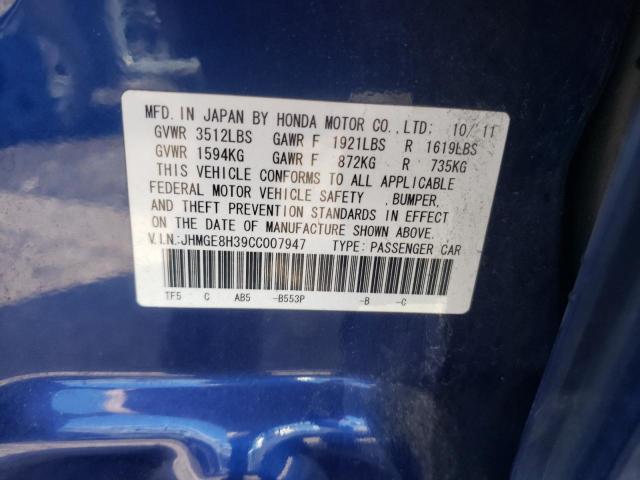 MFD. IN JAPAN BY HONDA MOTOR CO.,LTD: 10/11
GVWR 3512LBS GAWR F 1921LBS R 1619LBS
GVWR 1594KG GAWR F 872KG R 735KG
THIS VEHICLE CONFORMS TO ALL APPLICABLE
FEDERAL MOTOR VEHICLE SAFETY ,BUMPER,
AND THEFT PREVENTION STANDARDS IN EFFECT
ON THE DATE OF MANUFACTURE SHOWN ABOVE.
V.I.N.:JHMGE8H39CC007947 TYPE: PASSENGER CAR
TF5 C AB5 -B553P -B -C